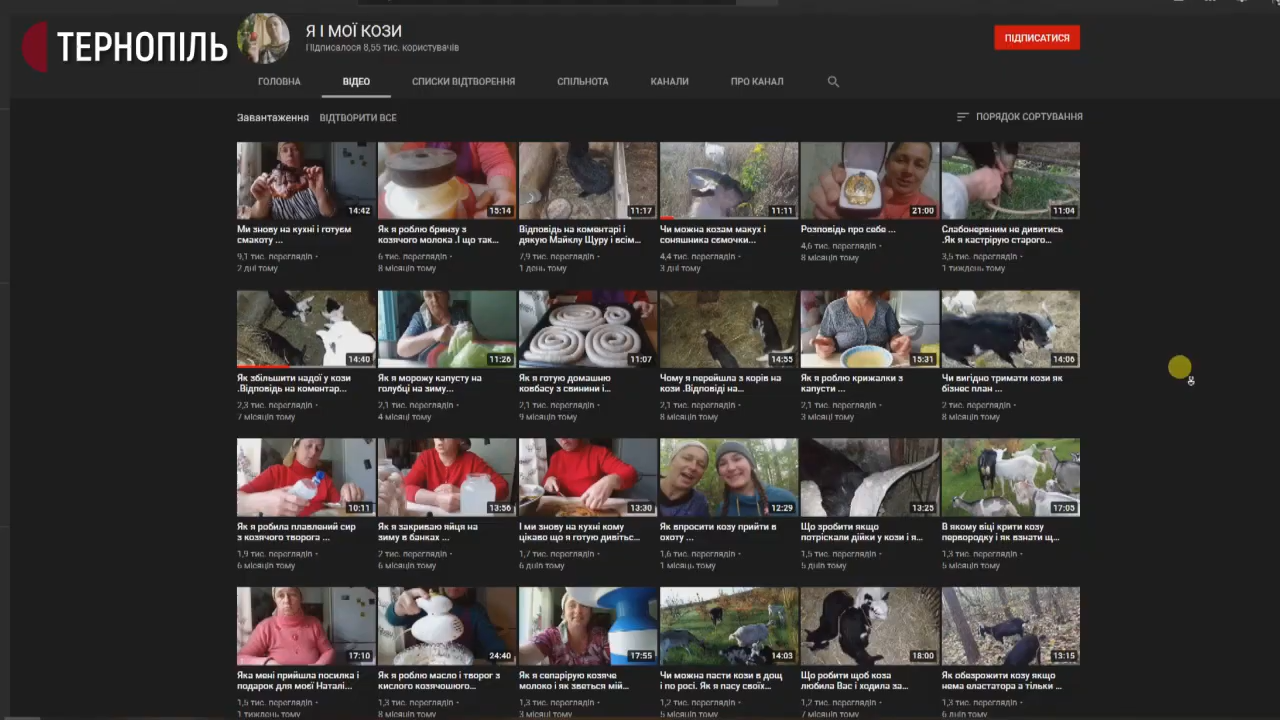 ТЕРНОПІЛЬ
Я І МОЇ КОЗИ
Підписалося 8,55 тис. користувачів
ПІДПИСАТИСЯ
ГОЛОВНА ВІДЕО СПИСКИ ВІДТВОРЕННЯ СПІЛЬНОТА КАНАЛИ ПРО КАНАЛ
Завантаження ВІДТВОРИТИ ВСЕ ПОРЯДОК СОРТУВАННЯ
14:42 15:14 11:17 11:11 21:00 11:04
Ми знову на кухні і готуєм
смакоту ...
9,1 тис. переглядів •
2 дні тому
Як я роблю бринзу з
козячого молока .І що так...
6 тис. переглядів •
8 місяців тому
Відповідь на коментарі і
дякую Майклу Щуру і всім...
7,9 тис. переглядів •
1 день тому
Чи можна козам макух і
соняшника сємочки...
4,4 тис. переглядів •
3 дні тому
Розповідь про себе ...
4,6 тис. переглядів •
8 місяців тому
Слабонервним не дивитись
.Як я кастрірую старого...
3,5 тис. переглядів •
1 тиждень тому
14:40 11:26 11:07 14:55 15:31 14:06
Як збільшити надої у кози
.Відповідь на коментар...
2,3 тис. переглядів •
7 місяців тому
Як я морожу капусту на
голубці на зиму...
2,1 тис. переглядів •
4 місяці тому
Як я готую домашню
ковбасу з свинини і...
2,1 тис. переглядів •
9 місяців тому
Чому я перейшла з корів на
кози .Відповіді на...
2,1 тис. переглядів •
8 місяців тому
Як я роблю крижалки з
капусти ...
2,1 тис. переглядів •
3 місяці тому
Чи вигідно тримати кози як
бізнес план ...
2 тис. переглядів •
8 місяців тому
10:11 13:56 13:30 12:29 13:25 17:05
Як я робила плавлений сир
з козячого творога ...
1,9 тис. переглядів •
6 місяців тому
Як я закриваю яйця на
зиму в банках ...
2 тис. переглядів •
6 місяців тому
І ми знову на кухні кому
цікаво що я готую дивітьс...
1,7 тис. переглядів •
6 днів тому
Як впросити козу прийти в
охоту ...
1,6 тис. переглядів •
1 місяць тому
Що зробити якщо
потріскали дійки у кози і я...
1,5 тис. переглядів •
5 днів тому
В якому віці крити козу
первородку і як взнати щ...
1,3 тис. переглядів •
5 місяців тому
17:10 24:40 17:55 14:03 18:00 13:15
Яка мені прийшла посилка і
подарок для моєї Наталі...
1,5 тис. переглядів •
1 тиждень тому
Як я роблю масло і творог з
кислого козячошого...
1,3 тис. переглядів •
8 місяців тому
Як я сепарірую козяче
молоко і як зветься мій...
1,3 тис. переглядів •
3 місяці тому
Чи можна пасти кози в дощ
і по росі. Як я пасу своїх...
1,2 тис. переглядів •
5 місяців тому
Що робити щоб коза
любила Вас і ходила за...
1,2 тис. переглядів •
7 місяців тому
Як обезрожити козу якщо
нема еластатора а тільки ...
1,3 тис. переглядів •
6 днів тому